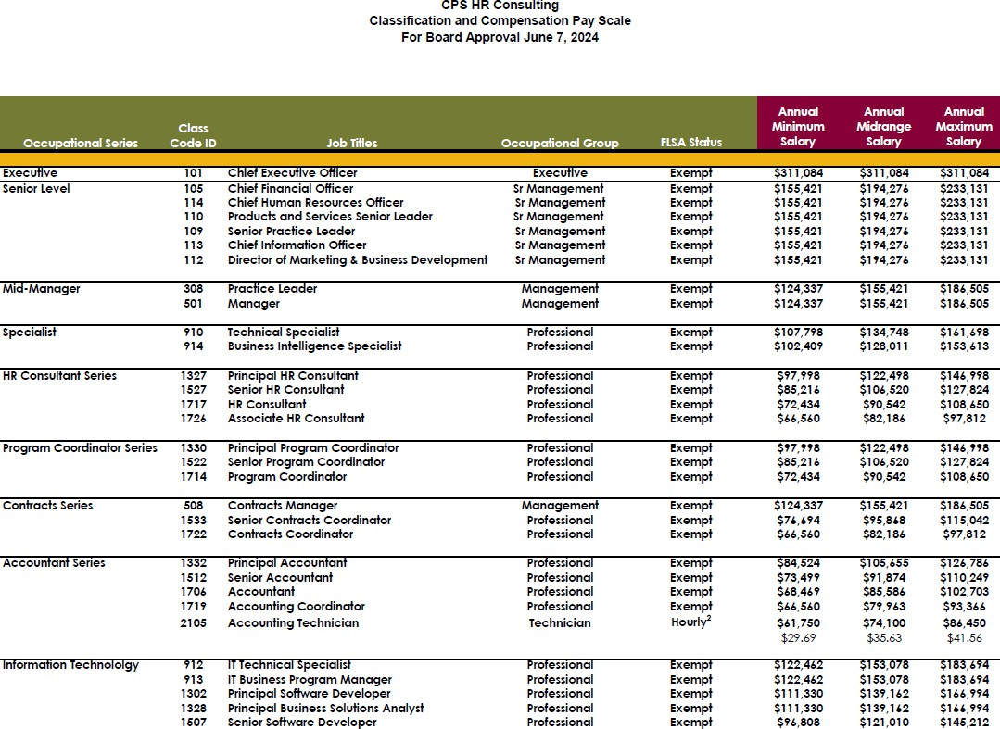 CPS HR Consulting
Classification and Compensation Pay Scale
For Board Approval June 7, 2024
Occupational Series Class Code ID Job Titles Occupational Group FLSA Status Annual Minimum Salary Annual Midrange Salary Annual Maximum Salary
Executive 101 Chief Executive Officer Executive Exempt $311,084 $311,084 $311,084
Senior Level 105 Chief Financial Officer Sr Management Exempt $155,421 $194,276 $233,131
114 Chief Human Resources Officer Sr Management Exempt $155,421 $194,276 $233,131
110 Products and Services Senior Leader Sr Management Exempt $155,421 $194,276 $233,131
109 Senior Practice Leader Sr Management Exempt $155,421 $194,276 $233,131
113 Chief Information Officer Sr Management Exempt $155,421 $194,276 $233,131
112 Director of Marketing & Business Development Sr Management Exempt $155,421 $194,276 $233,131
Mid-Manager 308 Practice Leader Management Exempt $124,337 $155,421 $186,505
501 Manager Management Exempt $124,337 $155,421 $186,505
Specialist 910 Technical Specialist Professional Exempt $107,798 $134,748 $161,698
914 Business Intelligence Specialist Professional Exempt $102,409 $128,011 $153,613
HR Consultant Series 1327 Principal HR Consultant Professional Exempt $97,998 $122,498 $146,998
1527 Senior HR Consultant Professional Exempt $85,216 $106,520 $127,824
1717 HR Consultant Professional Exempt $72,434 $90,542 $108,650
1726 Associate HR Consultant Professional Exempt $66,560 $82,186 $97,812
Program Coordinator Series 1330 Principal Program Coordinator Professional Exempt $97,998 $122,498 $146,998
1522 Senior Program Coordinator Professional Exempt $85,216 $106,520 $127,824
1714 Program Coordinator Professional Exempt $72,434 $90,542 $108,650
Contracts Series 508 Contracts Manager Management Exempt $124,337 $155,421 $186,505
1533 Senior Contracts Coordinator Professional Exempt $76,694 $95,868 $115,042
1722 Contracts Coordinator Professional Exempt $66,560 $82,186 $97,812
Accountant Series 1332 Principal Accountant Professional Exempt $84,524 $105,655 $126,786
1512 Senior Accountant Professional Exempt $73,499 $91,874 $110,249
1706 Accountant Professional Exempt $68,469 $85,586 $102,703
1719 Accounting Coordinator Professional Exempt $66,560 $79,963 $93,366
2105 Accounting Technician Technician Hourly² $61,750 $74,100 $86,450
$29.69 $35.63 $41.56
Information Technololgy 912 IT Technical Specialist Professional Exempt $122,462 $153,078 $183,694
913 IT Business Program Manager Professional Exempt $122,462 $153,078 $183,694
1302 Principal Software Developer Professional Exempt $111,330 $139,162 $166,994
1328 Principal Business Solutions Analyst Professional Exempt $111,330 $139,162 $166,994
1507 Senior Software Developer Professional Exempt $96,808 $121,010 $145,212